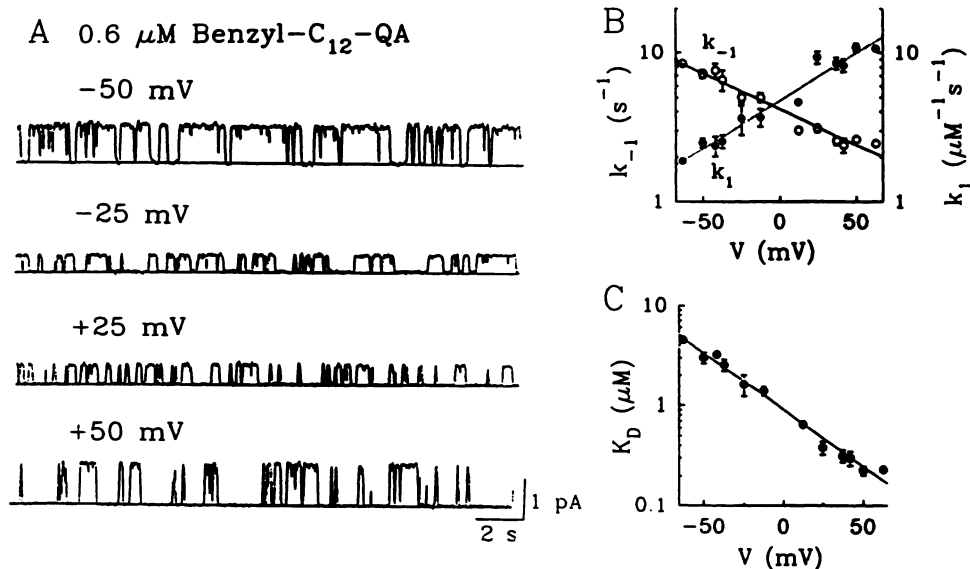 A 0.6 μM Benzyl-C₁₂-QA
-50 mV
-25 mV
+25 mV
+50 mV
1 pA
2 s
B
k₋₁
k₁
10
1
k₋₁ (s⁻¹)
10
1
k₁ (μM⁻¹s⁻¹)
-50
0
50
V (mV)
C
10
1
0.1
K_D (μM)
-50
0
50
V (mV)